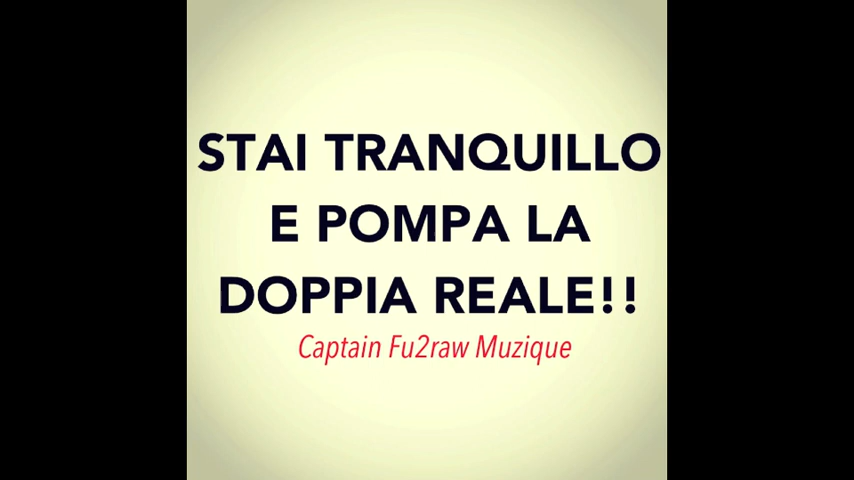 STAI TRANQUILLO
E POMPA LA
DOPPIA REALE!!
Captain Fu2raw Muzique